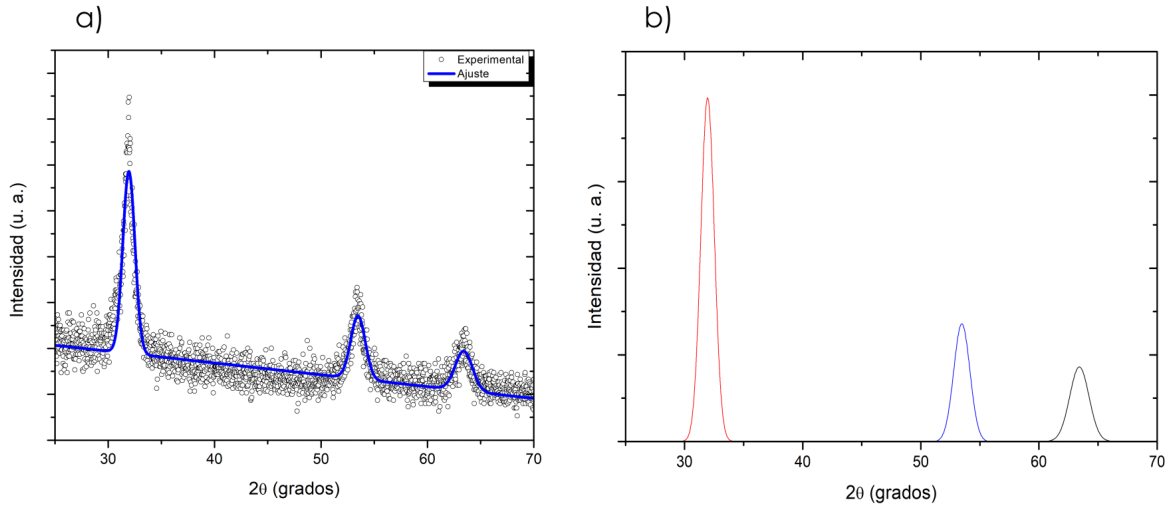 a)
Experimental
Ajuste
Intensidad (u. a.)
30 40 50 60 70
2θ (grados)
b)
Intensidad (u. a.)
30 40 50 60 70
2θ (grados)